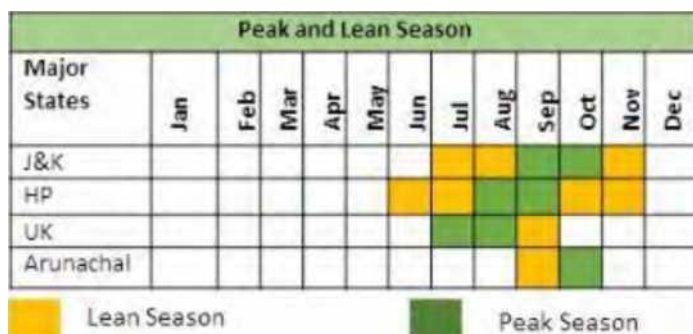 Peak and Lean Season
Major States Jan Feb Mar Apr May Jun Jul Aug Sep Oct Nov Dec
J&K
HP
UK
Arunachal
Lean Season Peak Season